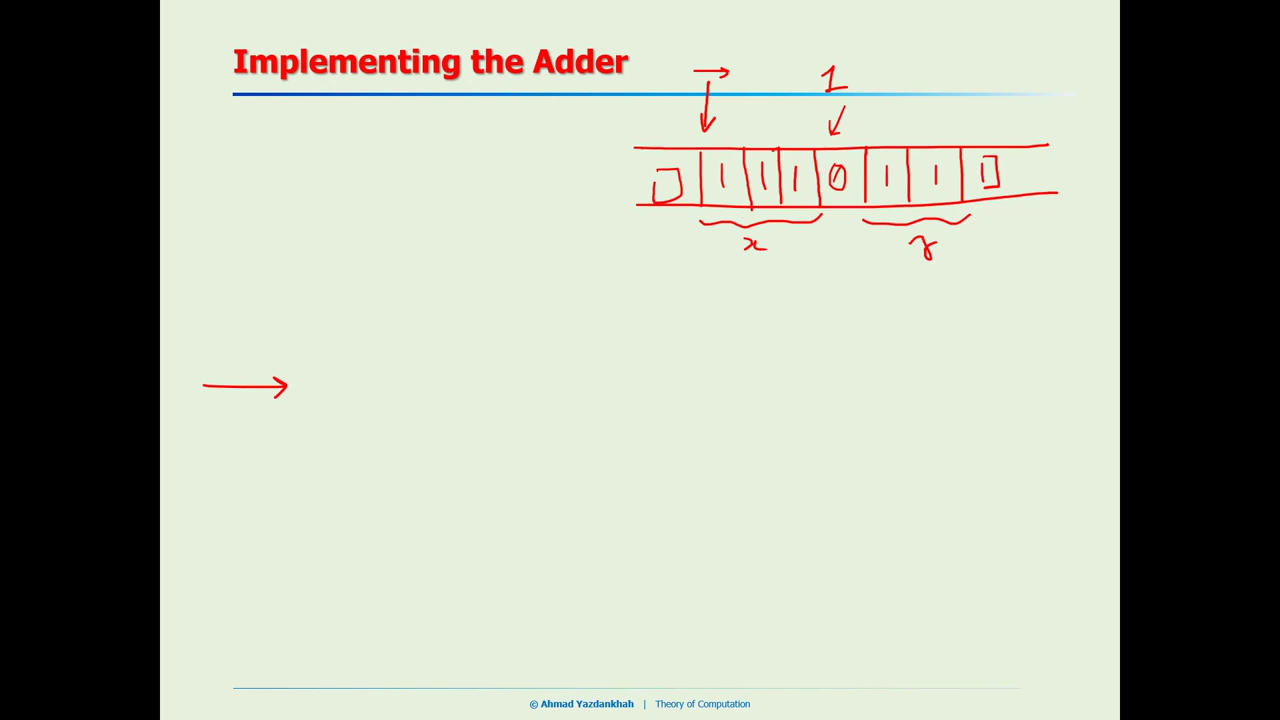 Implementing the Adder
1
□ 1 1 1 0 1 1 □
x y
© Ahmad Yazdankhah | Theory of Computation